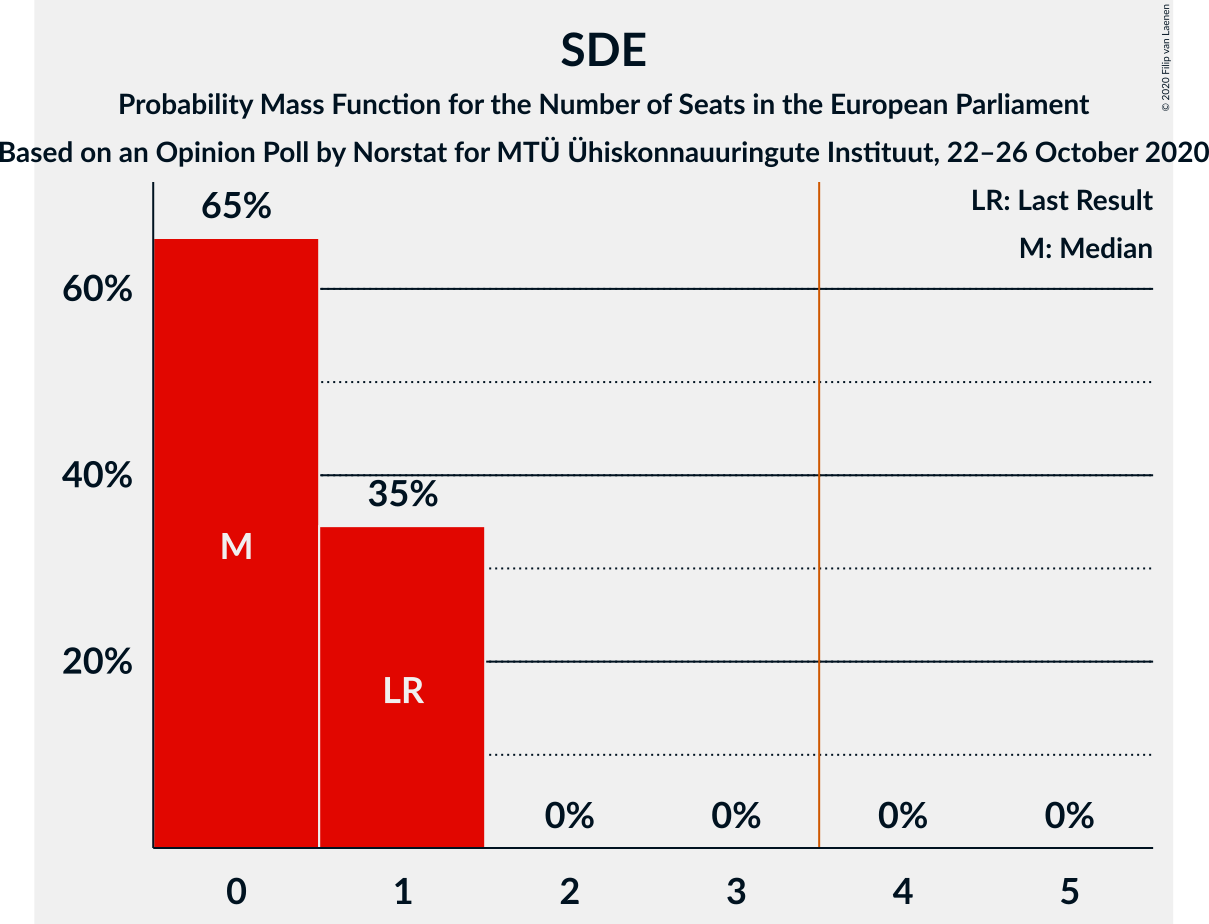 SDE
Probability Mass Function for the Number of Seats in the European Parliament
Based on an Opinion Poll by Norstat for MTÜ Ühiskonnauuringute Instituut, 22–26 October 2020
© 2020 Filip van Laenen
LR: Last Result
M: Median
65%
60%
40%
35%
M
20%
LR
0% 0% 0% 0%
0 1 2 3 4 5